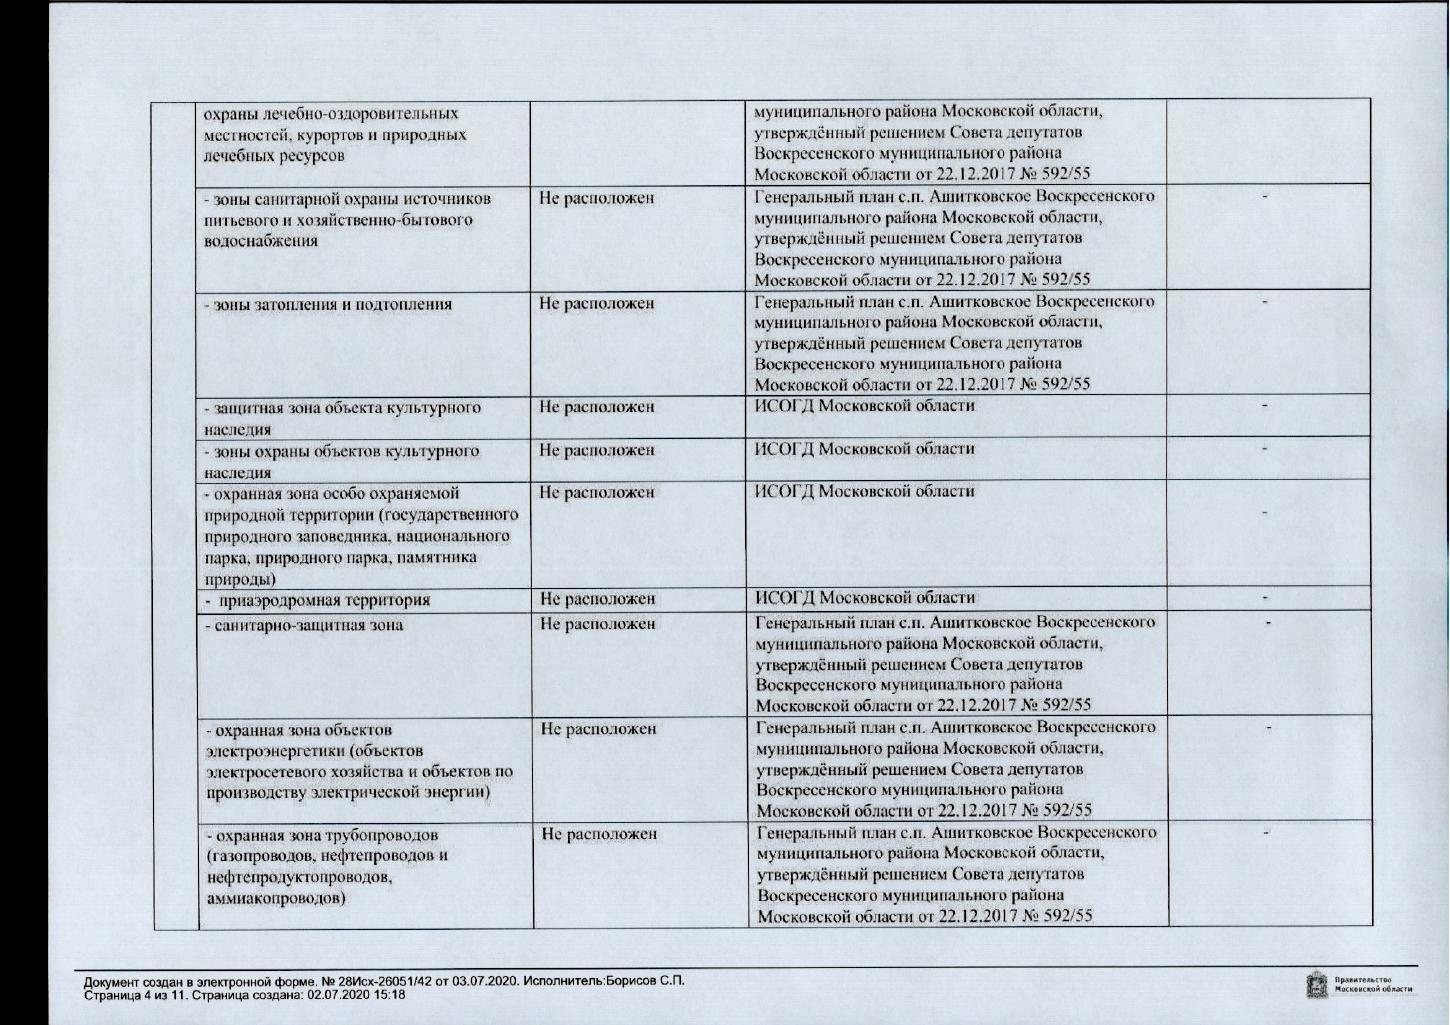 охраны лечебно-оздоровительных
местностей, курортов и природных
лечебных ресурсов
муниципального района Московской области,
утверждённый решением Совета депутатов
Воскресенского муниципального района
Московской области от 22.12.2017 № 592/55
- зоны санитарной охраны источников
питьевого и хозяйственно-бытового
водоснабжения
Не расположен
Генеральный план с.п. Ашитковское Воскресенского
муниципального района Московской области,
утверждённый решением Совета депутатов
Воскресенского муниципального района
Московской области от 22.12.2017 № 592/55
-
- зоны затопления и подтопления
Не расположен
Генеральный план с.п. Ашитковское Воскресенского
муниципального района Московской области,
утверждённый решением Совета депутатов
Воскресенского муниципального района
Московской области от 22.12.2017 № 592/55
-
- защитная зона объекта культурного
наследия
Не расположен
ИСОГД Московской области
-
- зоны охраны объектов культурного
наследия
Не расположен
ИСОГД Московской области
-
- охранная зона особо охраняемой
природной территории (государственного
природного заповедника, национального
парка, природного парка, памятника
природы)
Не расположен
ИСОГД Московской области
-
- приаэродромная территория
Не расположен
ИСОГД Московской области
-
- санитарно-защитная зона
Не расположен
Генеральный план с.п. Ашитковское Воскресенского
муниципального района Московской области,
утверждённый решением Совета депутатов
Воскресенского муниципального района
Московской области от 22.12.2017 № 592/55
-
- охранная зона объектов
электроэнергетики (объектов
электросетевого хозяйства и объектов по
производству электрической энергии)
Не расположен
Генеральный план с.п. Ашитковское Воскресенского
муниципального района Московской области,
утверждённый решением Совета депутатов
Воскресенского муниципального района
Московской области от 22.12.2017 № 592/55
-
- охранная зона трубопроводов
(газопроводов, нефтепроводов и
нефтепродуктопроводов,
аммиакопроводов)
Не расположен
Генеральный план с.п. Ашитковское Воскресенского
муниципального района Московской области,
утверждённый решением Совета депутатов
Воскресенского муниципального района
Московской области от 22.12.2017 № 592/55
-
Документ создан в электронной форме. № 28Исх-26051/42 от 03.07.2020. Исполнитель:Борисов С.П.
Страница 4 из 11. Страница создана: 02.07.2020 15:18
Правительство
Московской области